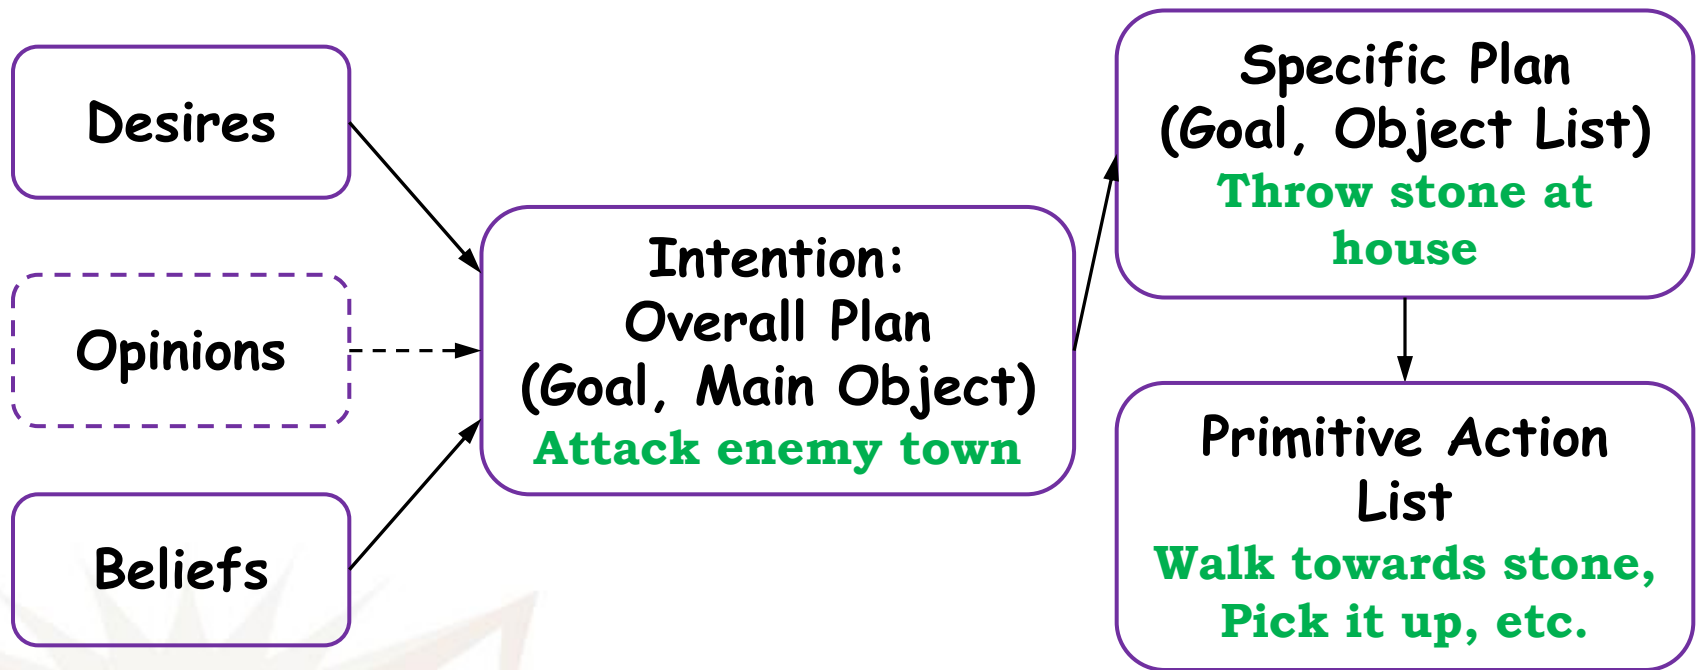 Desires
Opinions
Beliefs
Intention:
Overall Plan
(Goal, Main Object)
Attack enemy town
Specific Plan
(Goal, Object List)
Throw stone at
house
Primitive Action
List
Walk towards stone,
Pick it up, etc.